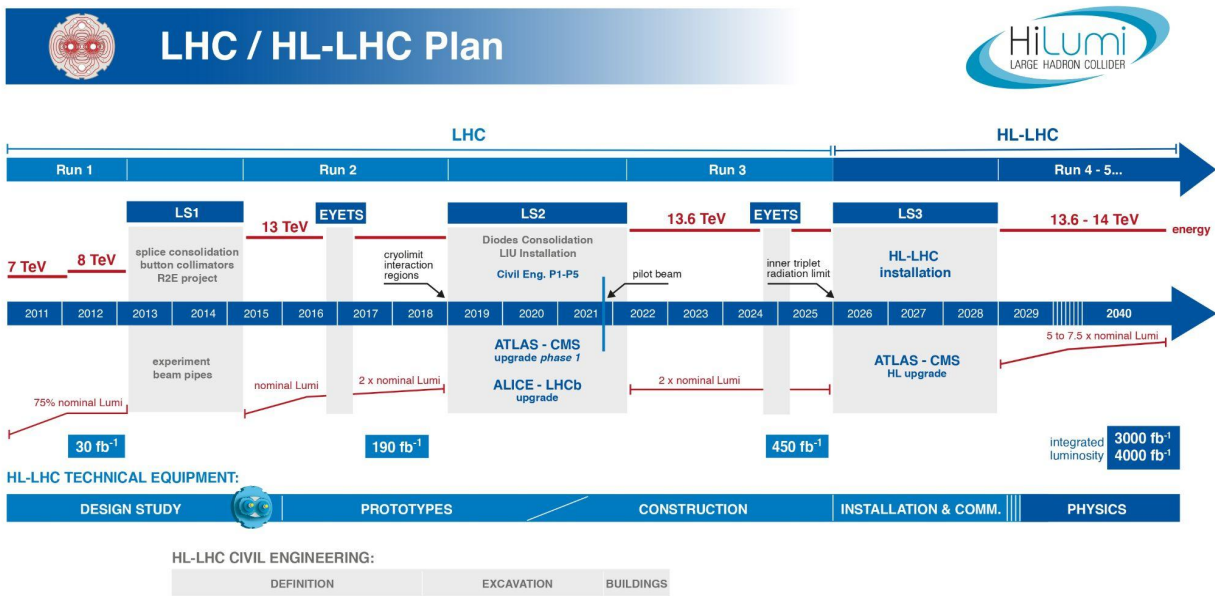 LHC / HL-LHC Plan
HiLumi
LARGE HADRON COLLIDER
LHC
HL-LHC
Run 1
Run 2
Run 3
Run 4 - 5...
LS1
EYETS
LS2
EYETS
LS3
13 TeV
13.6 TeV
13.6 - 14 TeV
energy
7 TeV
8 TeV
splice consolidation
button collimators
R2E project
cryolimit
interaction
regions
Diodes Consolidation
LIU Installation
Civil Eng. P1-P5
pilot beam
inner triplet
radiation limit
HL-LHC
installation
2011
2012
2013
2014
2015
2016
2017
2018
2019
2020
2021
2022
2023
2024
2025
2026
2027
2028
2029
2040
5 to 7.5 x nominal Lumi
experiment
beam pipes
ATLAS - CMS
upgrade phase 1
ALICE - LHCb
upgrade
ATLAS - CMS
HL upgrade
75% nominal Lumi
nominal Lumi
2 x nominal Lumi
2 x nominal Lumi
30 fb⁻¹
190 fb⁻¹
450 fb⁻¹
integrated
luminosity
3000 fb⁻¹
4000 fb⁻¹
HL-LHC TECHNICAL EQUIPMENT:
DESIGN STUDY
PROTOTYPES
CONSTRUCTION
INSTALLATION & COMM.
PHYSICS
HL-LHC CIVIL ENGINEERING:
DEFINITION
EXCAVATION
BUILDINGS